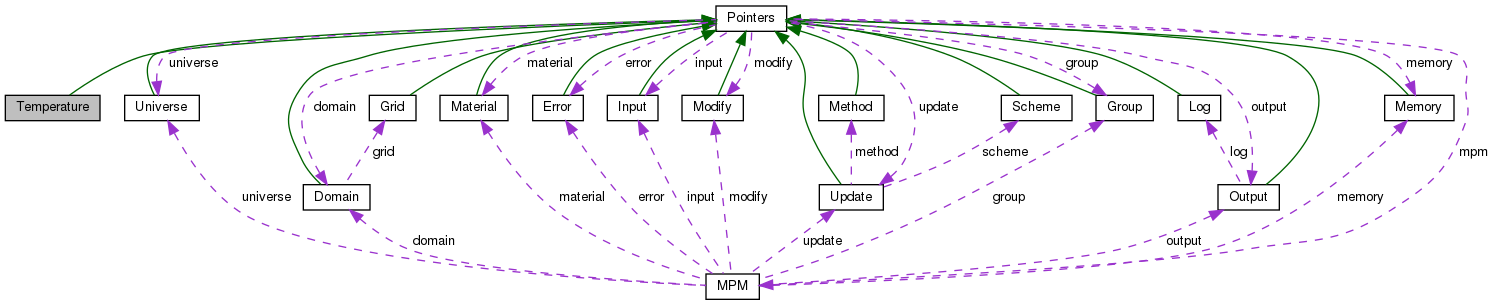 Pointers
universe
material
error
input
modify
group
memory
domain
update
output
Temperature
Universe
Grid
Material
Error
Input
Modify
Method
Scheme
Group
Log
Memory
grid
method
scheme
log
mpm
Domain
Update
Output
universe
material
error
input
modify
group
memory
domain
update
output
MPM